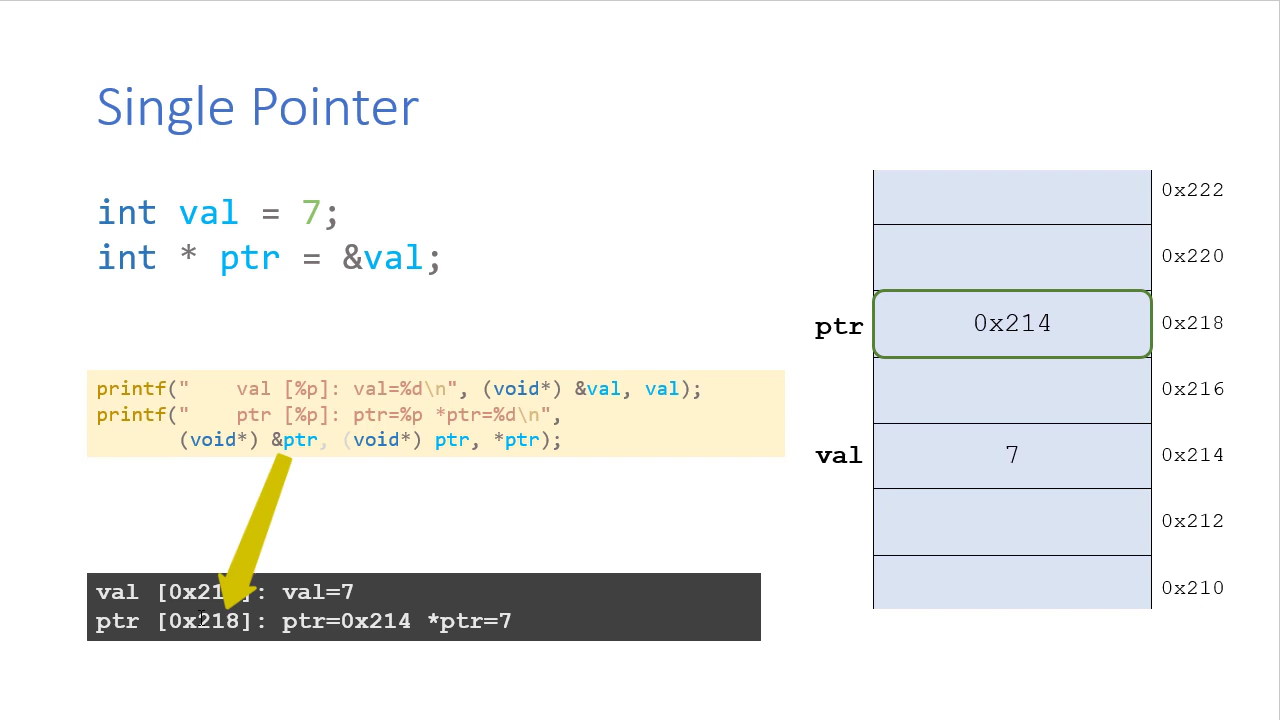 Single Pointer
int val = 7;
int * ptr = &val;
printf("    val [%p]: val=%d\n", (void*) &val, val);
printf("    ptr [%p]: ptr=%p *ptr=%d\n",
(void*) &ptr, (void*) ptr, *ptr);
val [0x21 ]: val=7
ptr [0x218]: ptr=0x214 *ptr=7
0x222
0x220
ptr 0x214 0x218
0x216
val 7 0x214
0x212
0x210